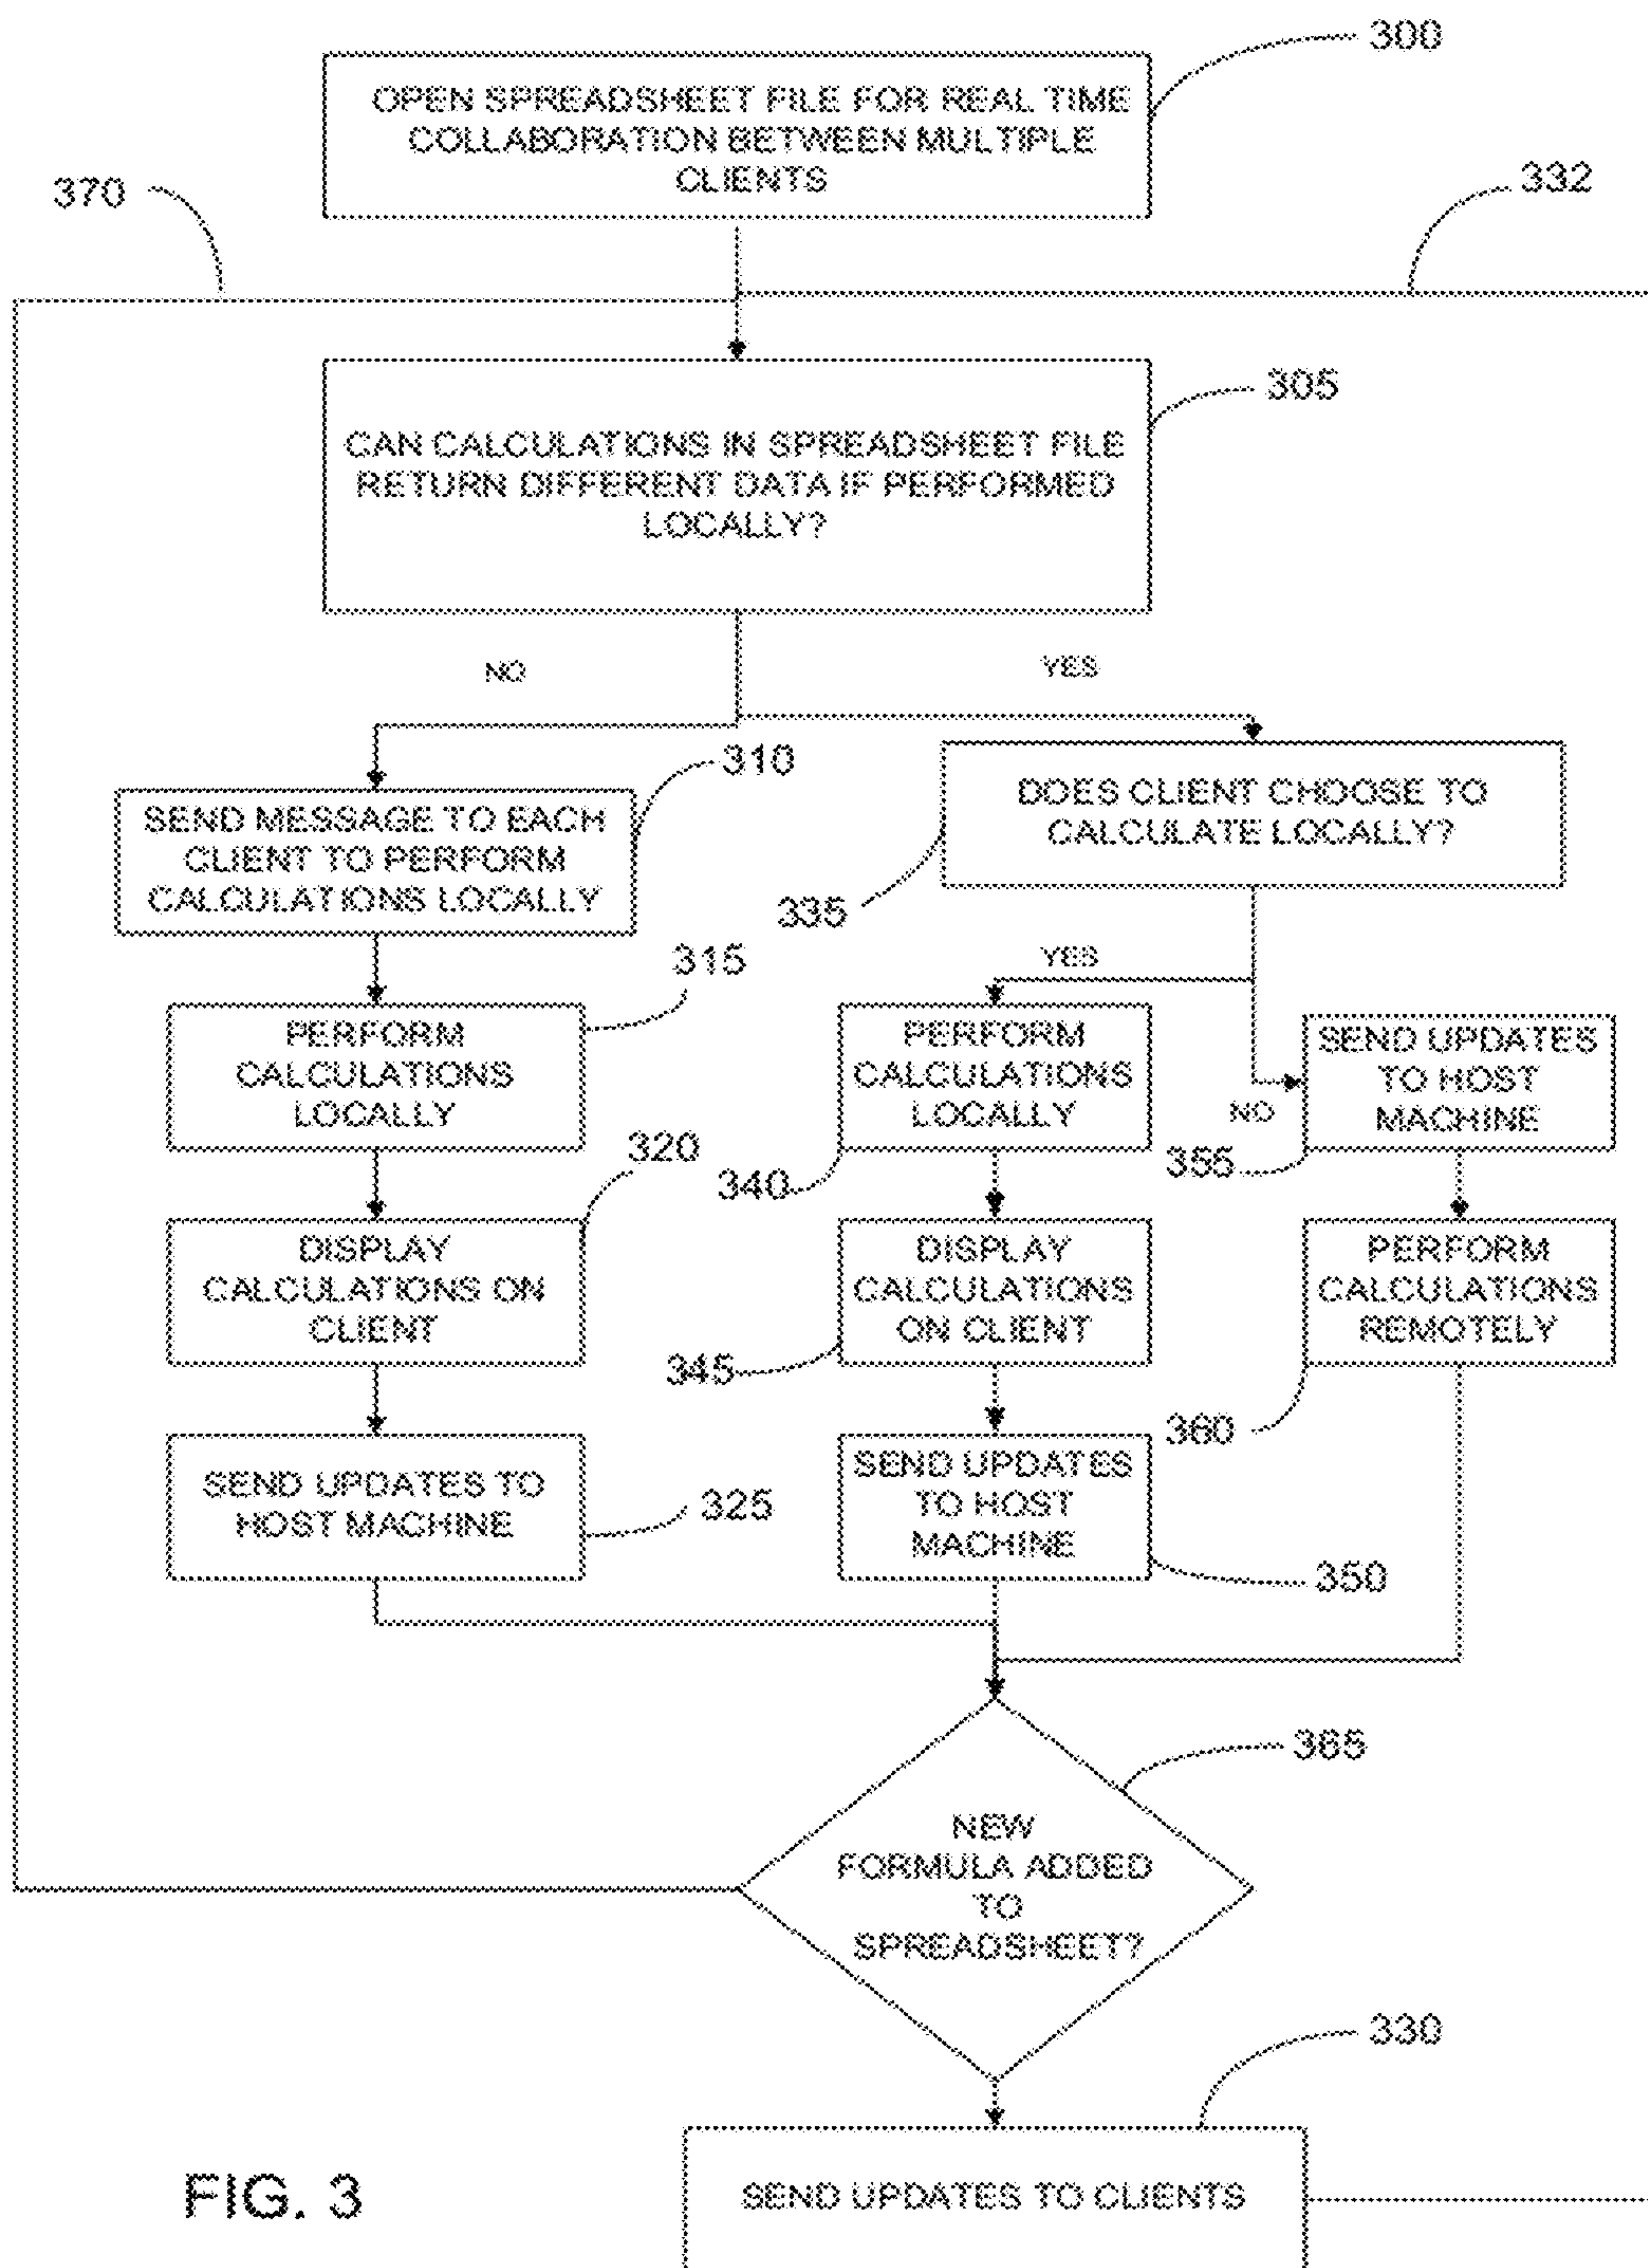 300
OPEN SPREADSHEET FILE FOR REAL TIME
COLLABORATION BETWEEN MULTIPLE
CLIENTS
370
332
305
CAN CALCULATIONS IN SPREADSHEET FILE
RETURN DIFFERENT DATA IF PERFORMED
LOCALLY?
NO
YES
310
SEND MESSAGE TO EACH
CLIENT TO PERFORM
CALCULATIONS LOCALLY
DOES CLIENT CHOOSE TO
CALCULATE LOCALLY?
335
315
YES
PERFORM
CALCULATIONS
LOCALLY
PERFORM
CALCULATIONS
LOCALLY
SEND UPDATES
TO HOST
MACHINE
NO
320
340
355
DISPLAY
CALCULATIONS ON
CLIENT
DISPLAY
CALCULATIONS
ON CLIENT
PERFORM
CALCULATIONS
REMOTELY
345
360
SEND UPDATES TO
HOST MACHINE
325
SEND UPDATES
TO HOST
MACHINE
350
365
NEW
FORMULA ADDED
TO
SPREADSHEET?
330
SEND UPDATES TO CLIENTS
FIG. 3